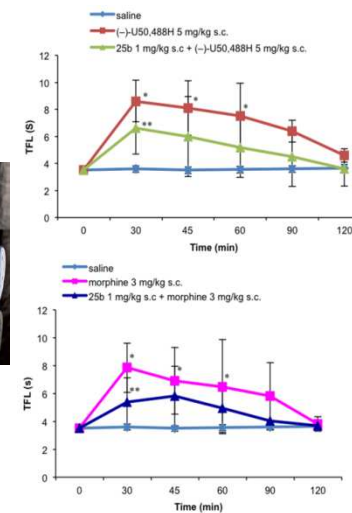 saline
(−)-U50,488H 5 mg/kg s.c.
25b 1 mg/kg s.c + (−)-U50,488H 5 mg/kg s.c.
12
10
8
6
4
2
0
TFL (S)
*
*
*
**
0 30 45 60 90 120
Time (min)
saline
morphine 3 mg/kg s.c.
25b 1 mg/kg s.c + morphine 3 mg/kg s.c.
12
10
8
6
4
2
0
TFL (s)
*
*
*
**
0 30 45 60 90 120
Time (min)